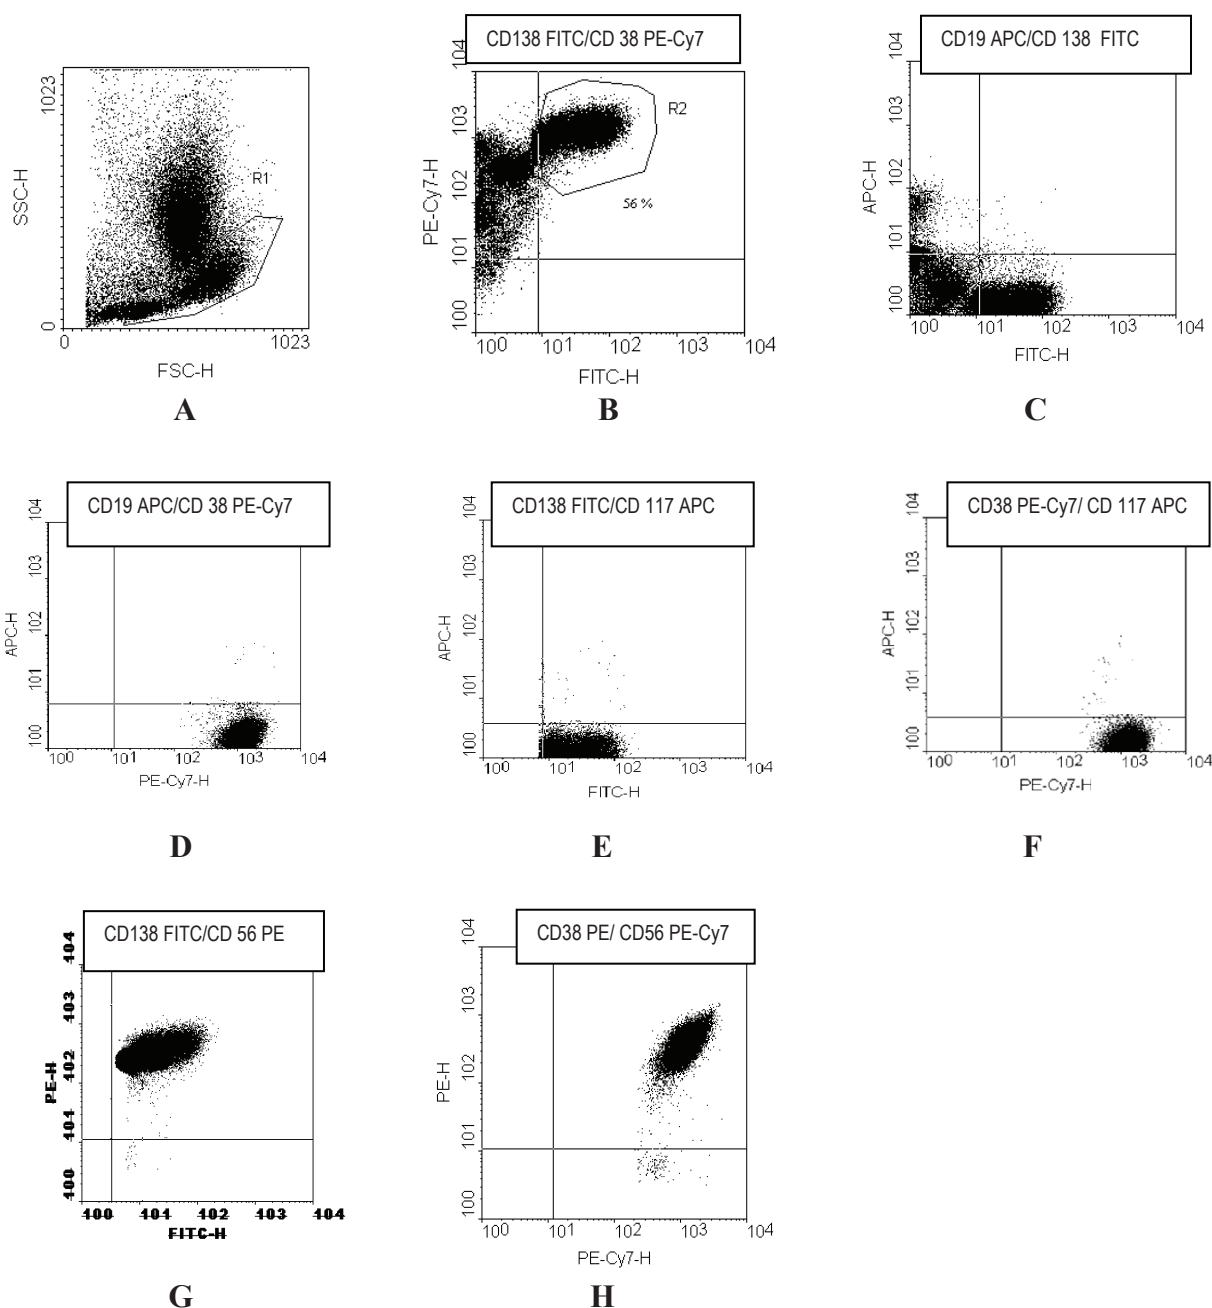 1023
SSC-H
0
R1
0
1023
FSC-H
A
CD138 FITC/CD 38 PE-Cy7
104
103
102
101
100
PE-Cy7-H
R2
56 %
100 101 102 103 104
FITC-H
B
CD19 APC/CD 138 FITC
104
103
102
101
100
APC-H
100 101 102 103 104
FITC-H
C
CD19 APC/CD 38 PE-Cy7
104
103
102
101
100
APC-H
100 101 102 103 104
PE-Cy7-H
D
CD138 FITC/CD 117 APC
104
103
102
101
100
APC-H
100 101 102 103 104
FITC-H
E
CD38 PE-Cy7/ CD 117 APC
104
103
102
101
100
APC-H
100 101 102 103 104
PE-Cy7-H
F
CD138 FITC/CD 56 PE
104
103
102
101
100
PE-H
100 101 102 103 104
FITC-H
G
CD38 PE/ CD56 PE-Cy7
104
103
102
101
100
PE-H
100 101 102 103 104
PE-Cy7-H
H